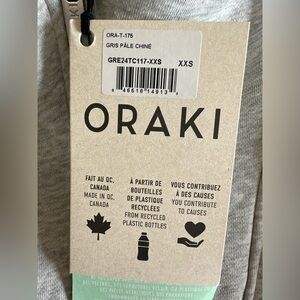 ORA-T-175
GRIS PÂLE CHINÉ
GRE24TC117-XXS
XXS
ORAKI
FAIT AU QC,
CANADA
MADE IN QC,
CANADA
À PARTIR DE
BOUTEILLES
DE PLASTIQUE
RECYCLÉES
FROM RECYCLED
PLASTIC BOTTLES
VOUS CONTRIBUEZ
À DES CAUSES
YOU CONTRIBUTE
TO CAUSES